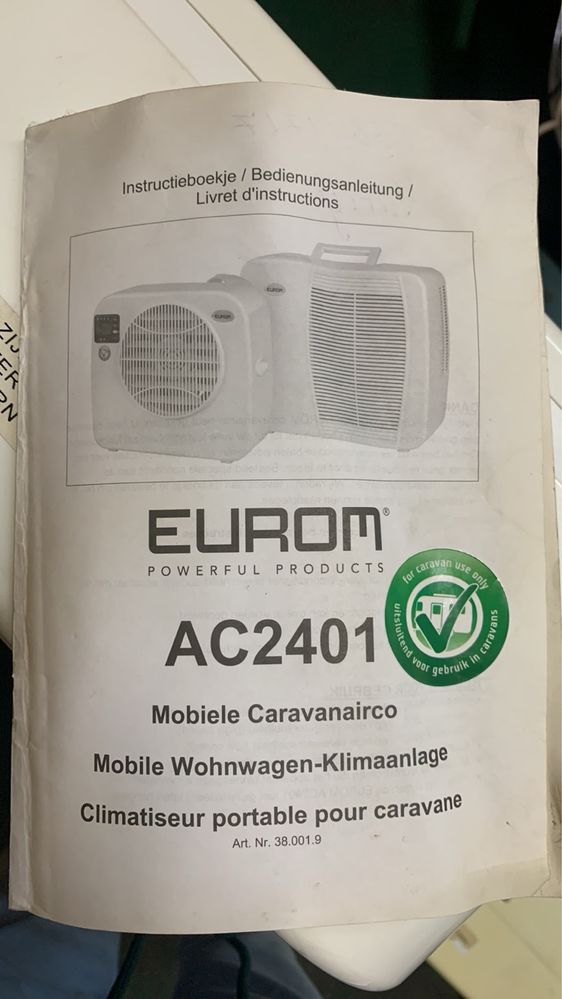 Instructieboekje / Bedienungsanleitung /
Livret d'instructions
EUROM
EUROM
EUROM®
POWERFUL PRODUCTS
for caravan use only
uitsluitend voor gebruik in caravans
AC2401
Mobiele Caravanairco
Mobile Wohnwagen-Klimaanlage
Climatiseur portable pour caravane
Art. Nr. 38.001.9